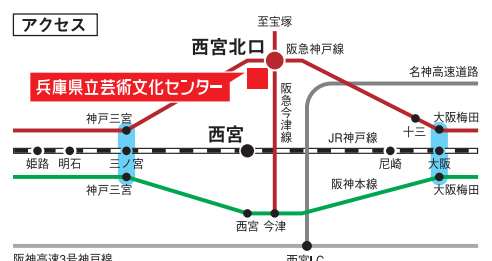 アクセス
至宝塚
西宮北口
阪急神戸線
兵庫県立芸術文化センター
名神高速道路
阪急今津線
神戸三宮
十三
大阪梅田
西宮
JR神戸線
姫路
明石
三ノ宮
尼崎
大阪
神戸三宮
阪神本線
大阪梅田
西宮
今津
阪神高速3号神戸線
西宮I.C